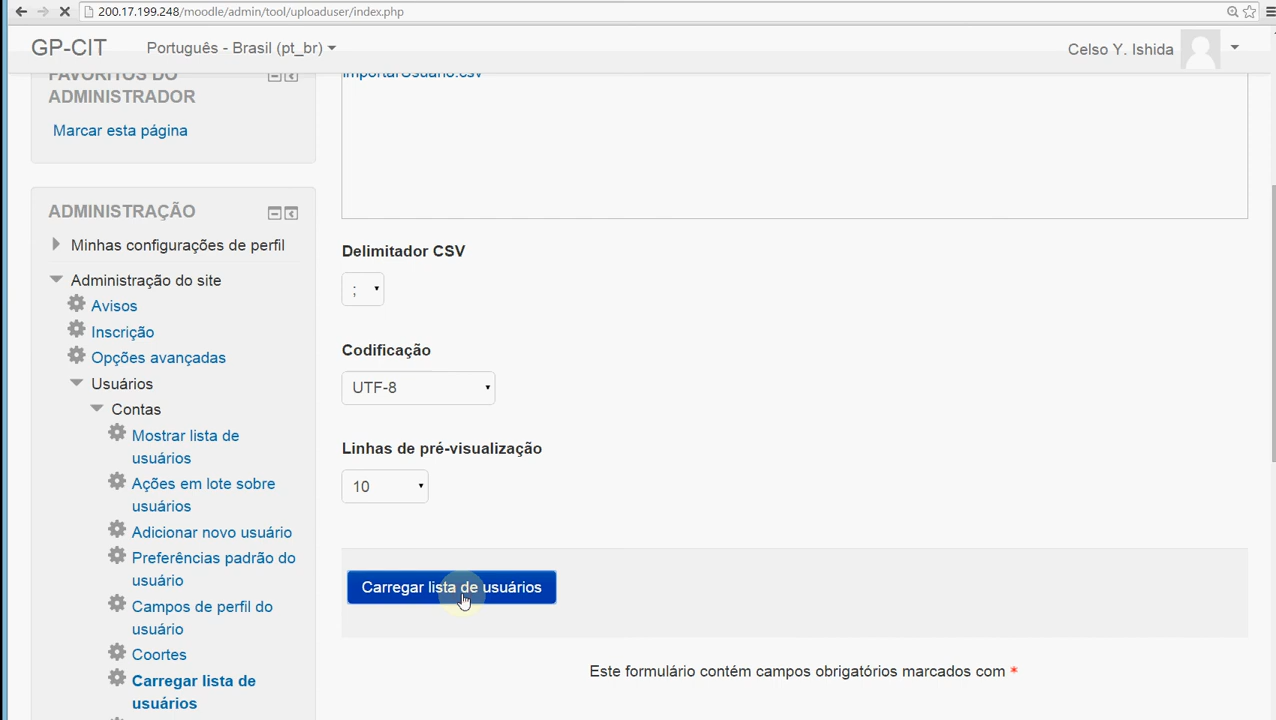 200.17.199.248/moodle/admin/tool/uploaduser/index.php
GP-CIT
Português - Brasil (pt_br)
Celso Y. Ishida
FAVORITOS DO
ADMINISTRADOR
Marcar esta página
ADMINISTRAÇÃO
Minhas configurações de perfil
Administração do site
Avisos
Inscrição
Opções avançadas
Usuários
Contas
Mostrar lista de
usuários
Ações em lote sobre
usuários
Adicionar novo usuário
Preferências padrão do
usuário
Campos de perfil do
usuário
Coortes
Carregar lista de
usuários
importarUsuario.csv
Delimitador CSV
;
Codificação
UTF-8
Linhas de pré-visualização
10
Carregar lista de usuários
Este formulário contém campos obrigatórios marcados com *